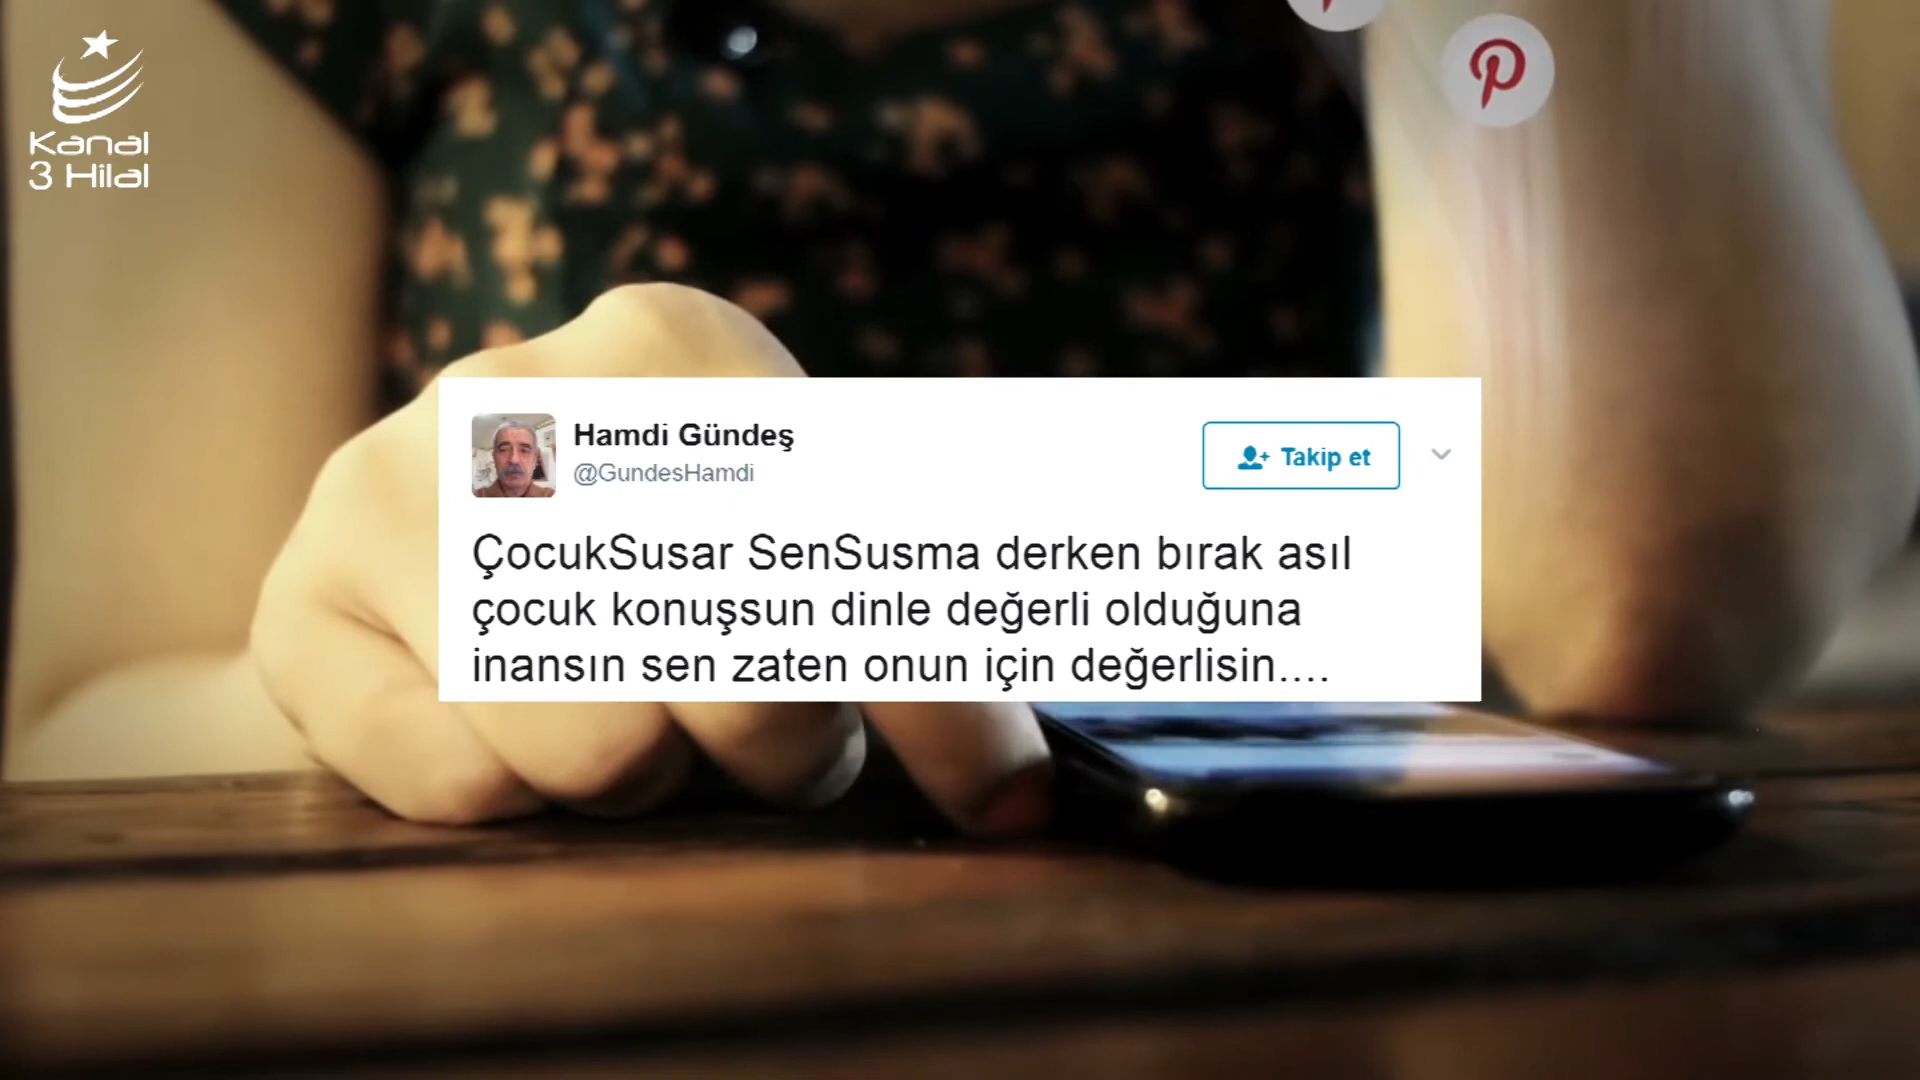 Kanal
3 Hilal
Hamdi Gündeş
@GundesHamdi
Takip et
ÇocukSusar SenSusma derken bırak asıl
çocuk konuşsun dinle değerli olduğuna
inansın sen zaten onun için değerlisin....